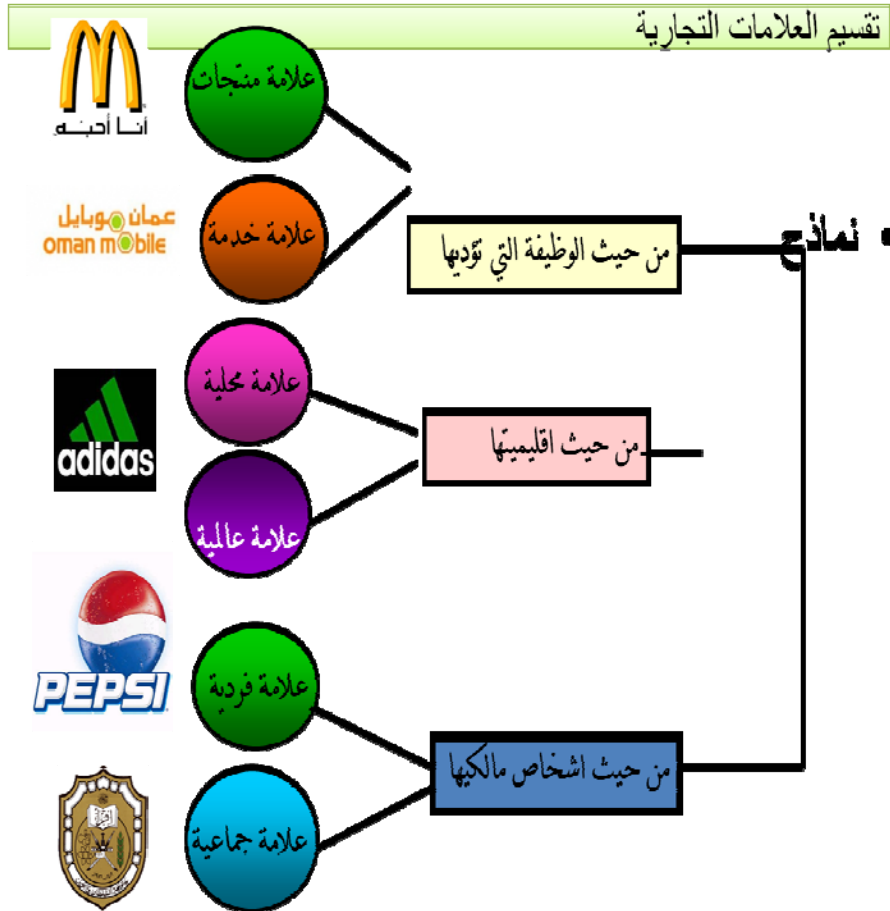 تقسيم العلامات التجارية
علامة منتجات
أنا أحبه
علامة خدمة
عمان موبايل
oman mobile
• نماذج
من حيث الوظيفة التي تؤديها
علامة محلية
adidas
من حيث اقليميتها
علامة عالمية
PEPSI
علامة فردية
من حيث اشخاص مالكيها
علامة جماعية